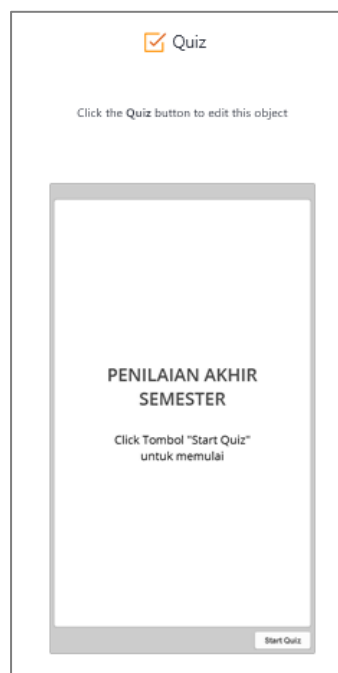 Quiz
Click the Quiz button to edit this object
PENILAIAN AKHIR
SEMESTER
Click Tombol "Start Quiz"
untuk memulai
Start Quiz